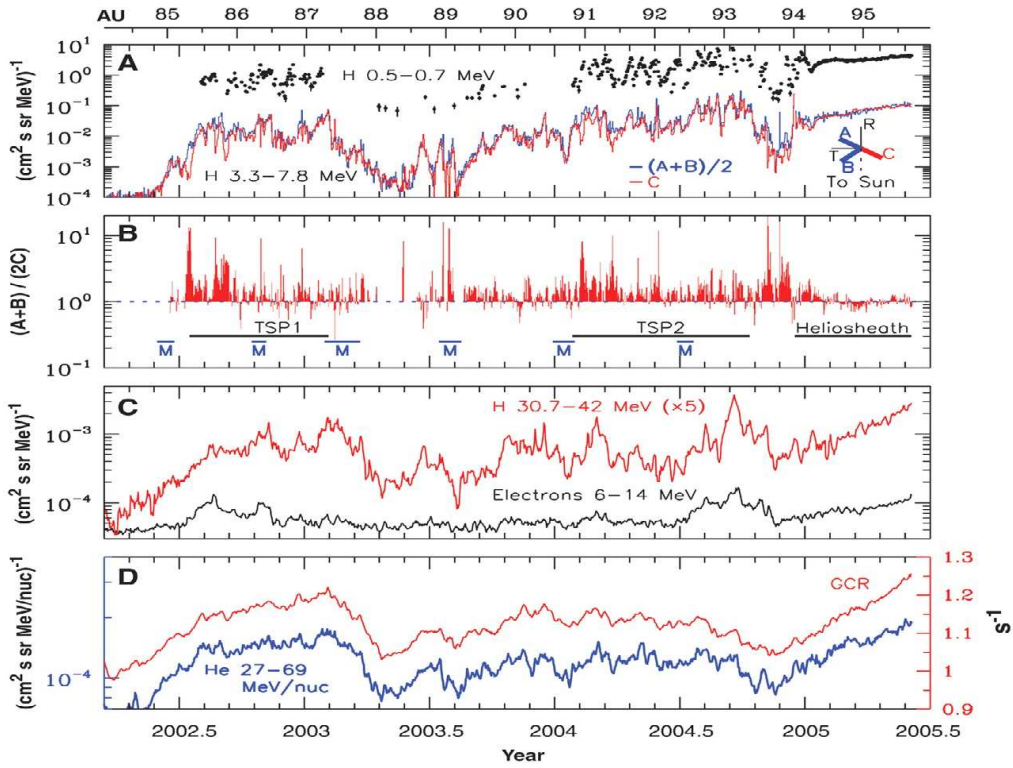 AU 85 86 87 88 89 90 91 92 93 94 95
A
10¹
10⁰
10⁻¹
10⁻²
10⁻³
10⁻⁴
(cm² s sr MeV)⁻¹
H 0.5–0.7 MeV
H 3.3–7.8 MeV
–(A+B)/2
–C
R
A
T
C
B
To Sun
B
10¹
10⁰
10⁻¹
(A+B) / (2C)
TSP1
TSP2
Heliosheath
M M M M M M
C
10⁻³
10⁻⁴
(cm² s sr MeV)⁻¹
H 30.7–42 MeV (×5)
Electrons 6–14 MeV
D
10⁻⁴
(cm² s sr MeV/nuc)⁻¹
GCR
He 27–69
MeV/nuc
1.3
1.2
1.1
1
0.9
s⁻¹
2002.5 2003 2003.5 2004 2004.5 2005 2005.5
Year